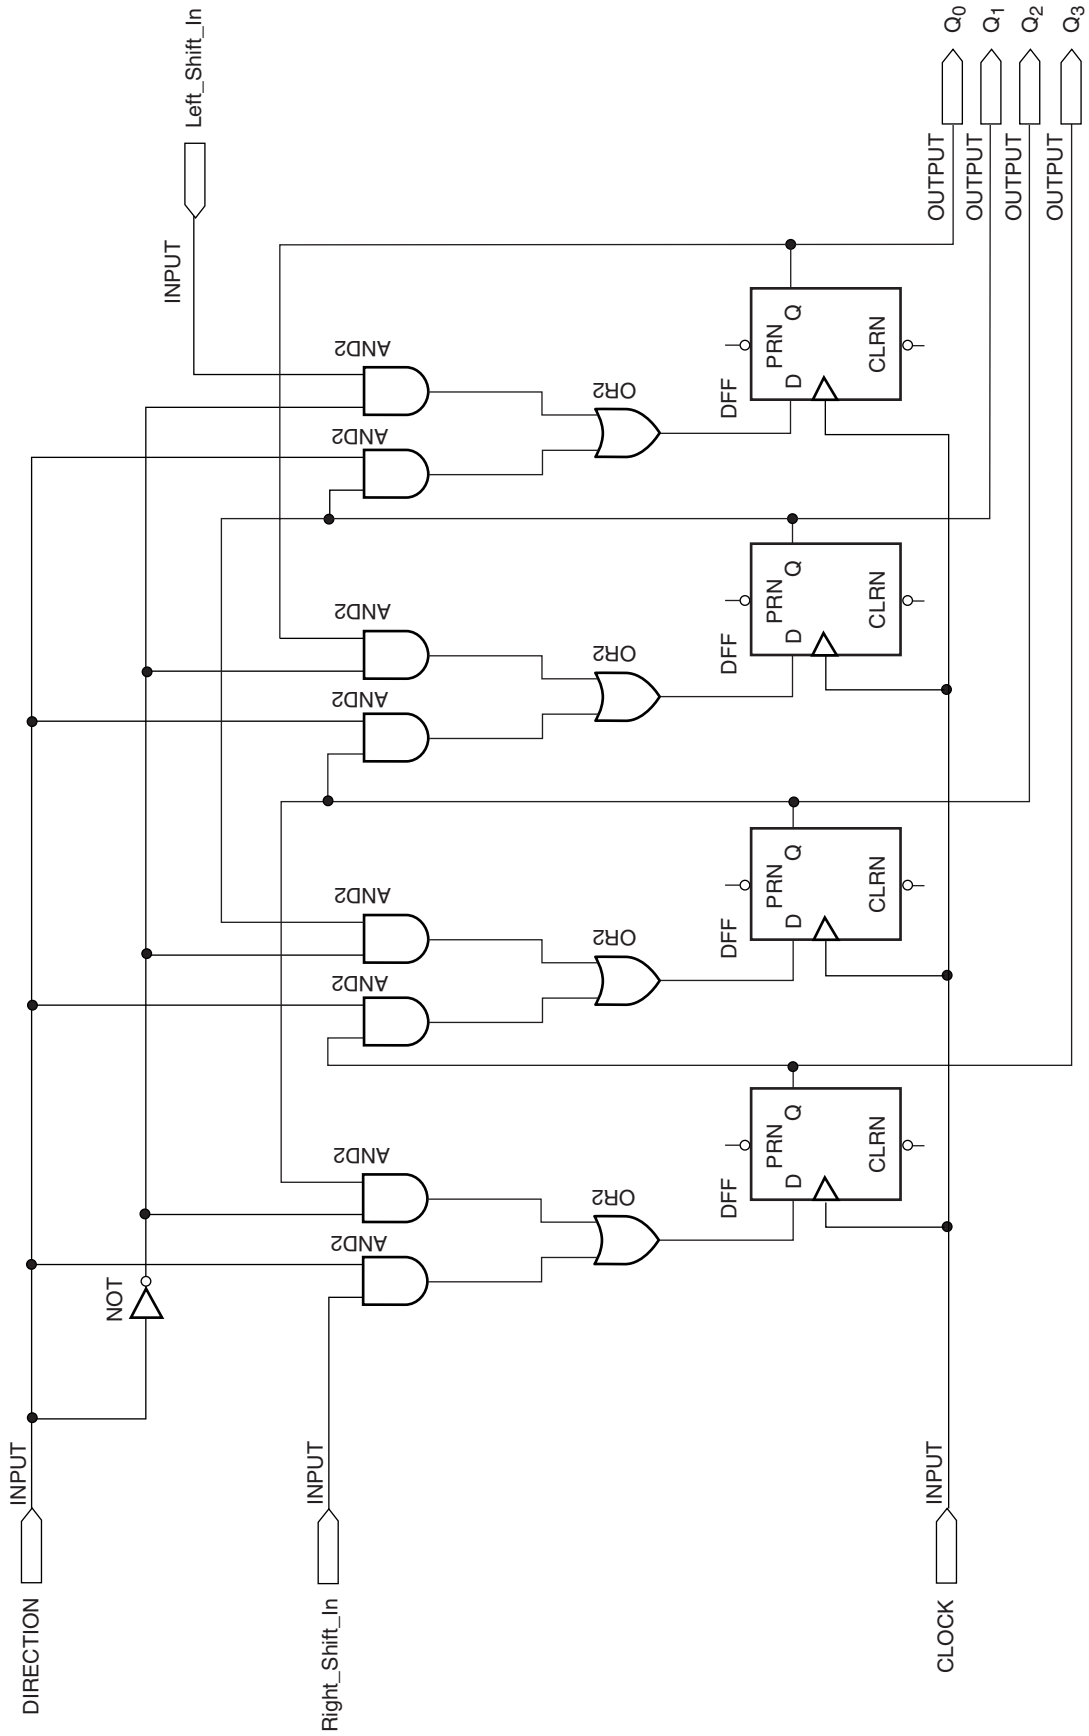 DIRECTION
INPUT
NOT
Right_Shift_In
INPUT
Left_Shift_In
INPUT
AND2
AND2
AND2
AND2
AND2
AND2
AND2
AND2
OR2
OR2
OR2
OR2
DFF
PRN
D
Q
CLRN
DFF
PRN
D
Q
CLRN
DFF
PRN
D
Q
CLRN
DFF
PRN
D
Q
CLRN
CLOCK
INPUT
OUTPUT
Q0
OUTPUT
Q1
OUTPUT
Q2
OUTPUT
Q3